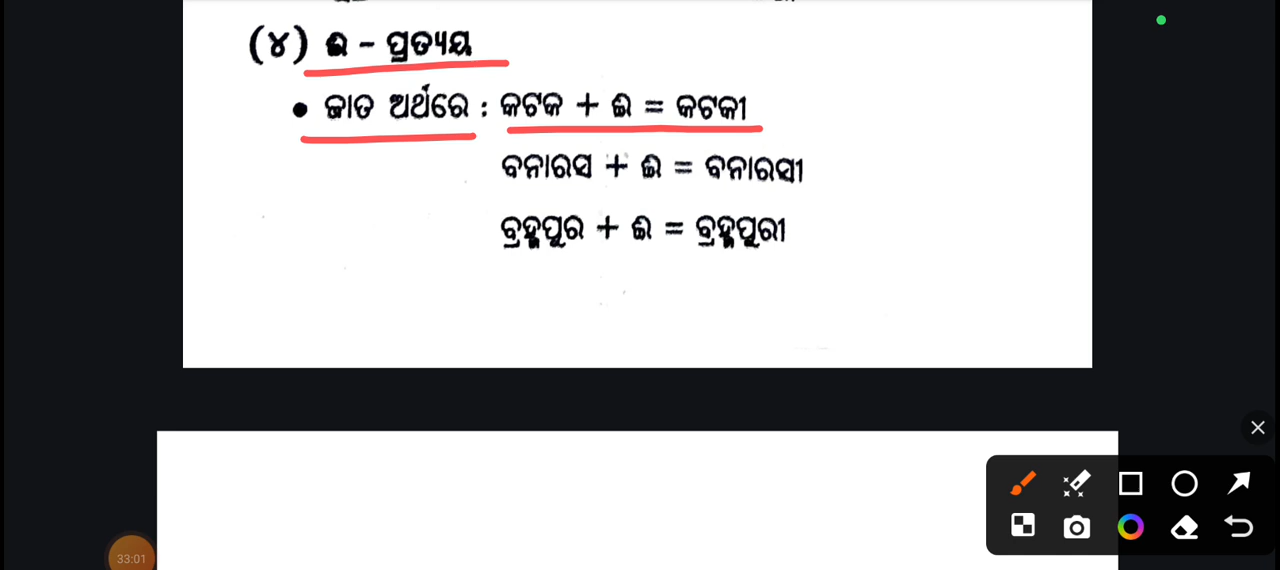 (୪) ଈ - ପ୍ରତ୍ୟୟ
• ଜାତ ଅର୍ଥରେ : କଟକ + ଈ = କଟକୀ
ବନାରସ + ଈ = ବନାରସୀ
ବ୍ରହ୍ମପୁର + ଈ = ବ୍ରହ୍ମପୁରୀ
33:01